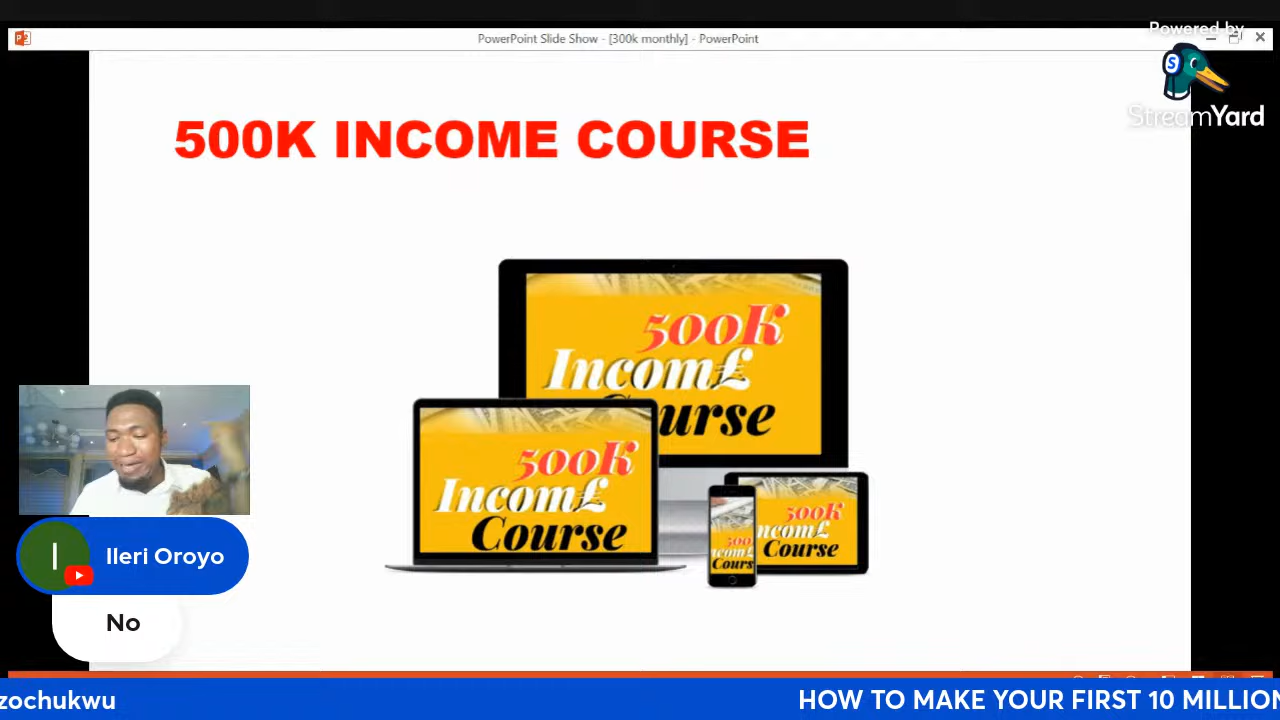 PowerPoint Slide Show - [300k monthly] - PowerPoint
Powered by
StreamYard
500K INCOME COURSE
500K
Incom£
Course
500K
Incom£
Course
500K
ncom£
Course
Ileri Oroyo
No
zochukwu
HOW TO MAKE YOUR FIRST 10 MILLION